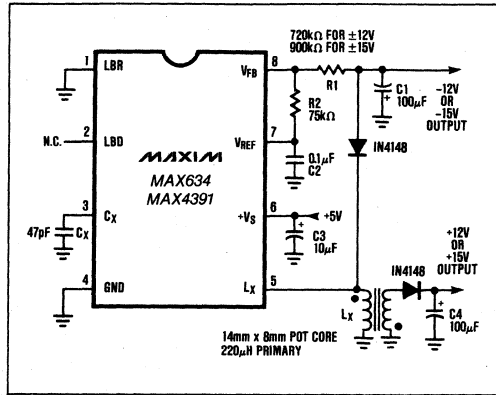 720kΩ FOR ±12V
900kΩ FOR ±15V
1
LBR
VFB
8
R1
C1
100µF
+
–12V
OR
–15V
OUTPUT
R2
75kΩ
IN4148
N.C.
2
LBD
MAXIM
MAX634
MAX4391
VREF
7
0.1µF
C2
3
CX
47pF
CX
+VS
6
+5V
+
C3
10µF
+12V
OR
+15V
OUTPUT
4
GND
LX
5
IN4148
LX
+
C4
100µF
14mm x 8mm POT CORE
220µH PRIMARY